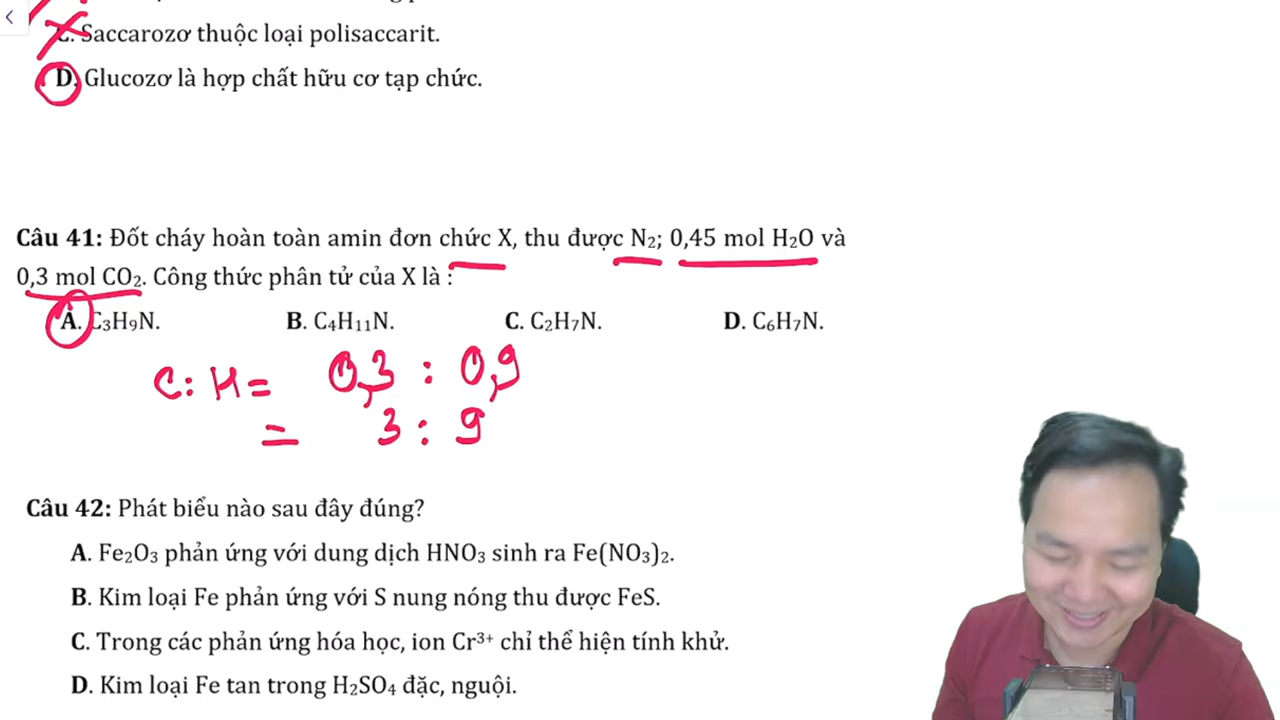 C. Saccarozơ thuộc loại polisaccarit.
D. Glucozơ là hợp chất hữu cơ tạp chức.
Câu 41: Đốt cháy hoàn toàn amin đơn chức X, thu được N₂; 0,45 mol H₂O và
0,3 mol CO₂. Công thức phân tử của X là :
A. C₃H₉N. B. C₄H₁₁N. C. C₂H₇N. D. C₆H₇N.
C: H = 0,3 : 0,9
= 3 : 9
Câu 42: Phát biểu nào sau đây đúng?
A. Fe₂O₃ phản ứng với dung dịch HNO₃ sinh ra Fe(NO₃)₂.
B. Kim loại Fe phản ứng với S nung nóng thu được FeS.
C. Trong các phản ứng hóa học, ion Cr³⁺ chỉ thể hiện tính khử.
D. Kim loại Fe tan trong H₂SO₄ đặc, nguội.